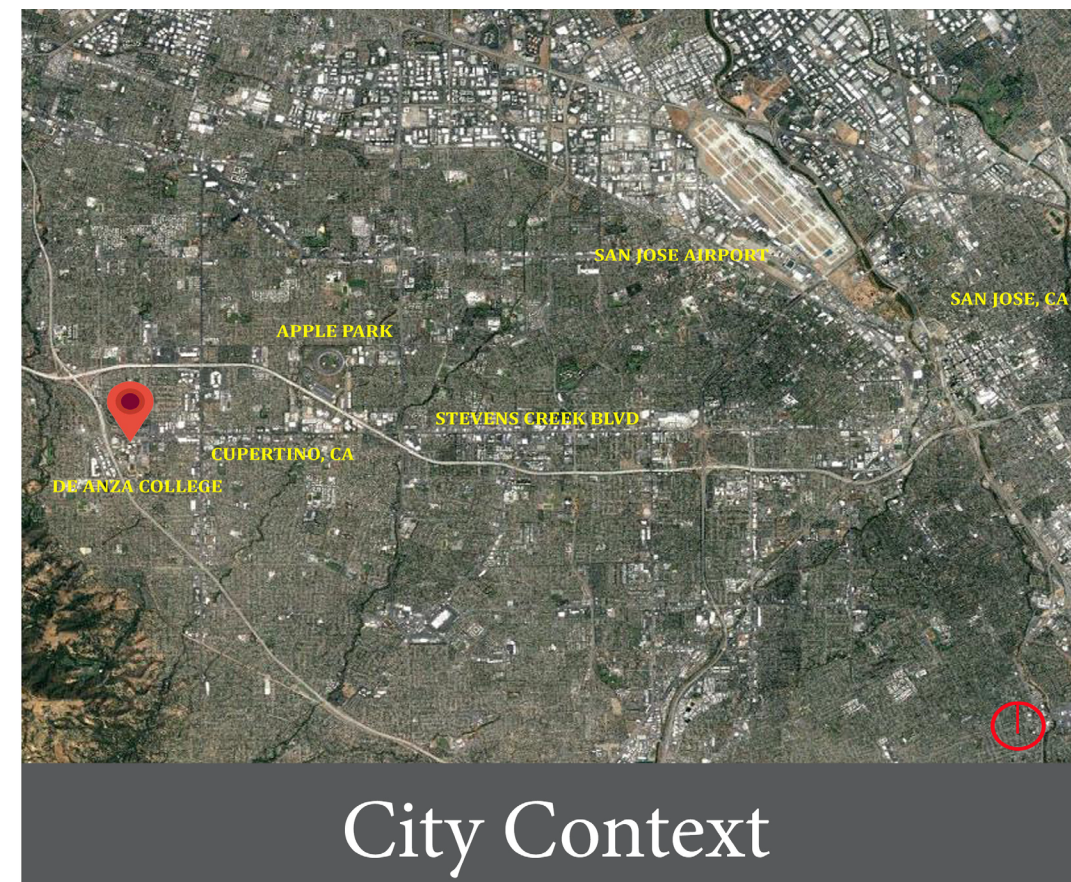 SAN JOSE AIRPORT
SAN JOSE, CA
APPLE PARK
STEVENS CREEK BLVD
CUPERTINO, CA
DE ANZA COLLEGE
City Context